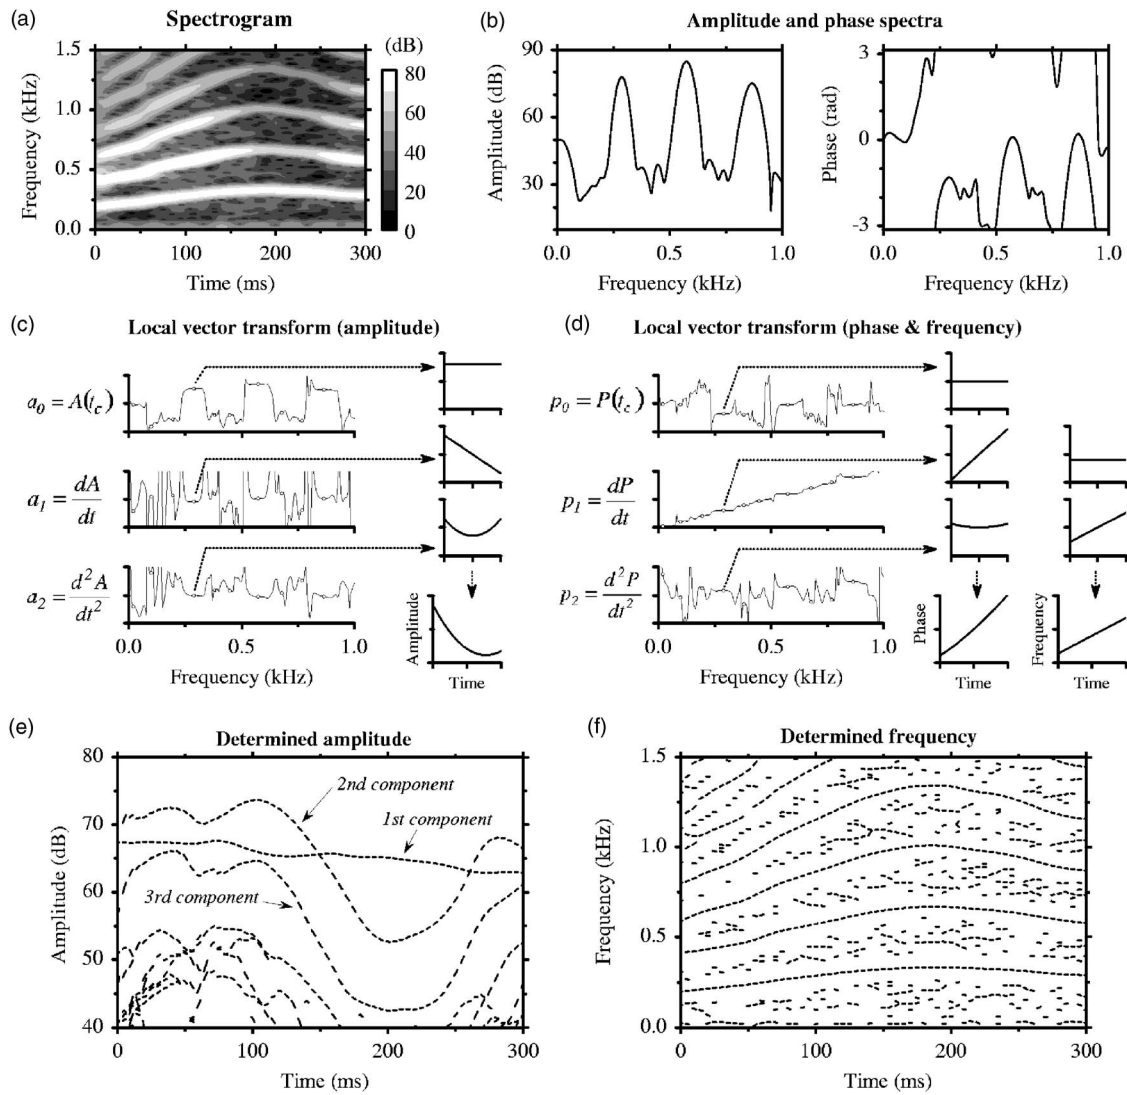 (a) Spectrogram
(dB)
1.5
1.0
0.5
0.0
Frequency (kHz)
80
60
40
20
0
0 100 200 300
Time (ms)
(b) Amplitude and phase spectra
90
60
30
Amplitude (dB)
0.0 0.5 1.0
Frequency (kHz)
3
0
-3
Phase (rad)
0.0 0.5 1.0
Frequency (kHz)
(c) Local vector transform (amplitude)
a₀ = A(t_c)
a₁ = dA/dt
a₂ = d²A/dt²
0.0 0.5 1.0
Frequency (kHz)
Amplitude
Time
(d) Local vector transform (phase & frequency)
p₀ = P(t_c)
p₁ = dP/dt
p₂ = d²P/dt²
0.0 0.5 1.0
Frequency (kHz)
Phase
Time
Frequency
Time
(e) Determined amplitude
80
70
60
50
40
Amplitude (dB)
2nd component
1st component
3rd component
0 100 200 300
Time (ms)
(f) Determined frequency
1.5
1.0
0.5
0.0
Frequency (kHz)
0 100 200 300
Time (ms)